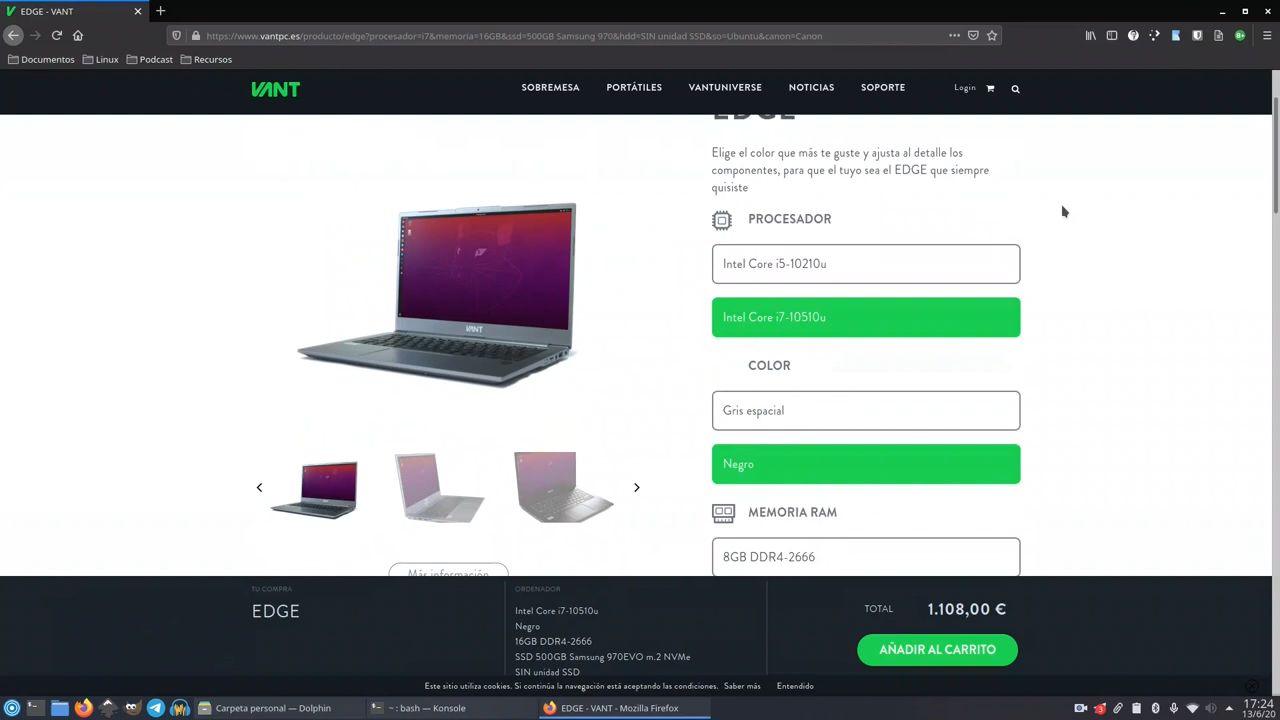 EDGE - VANT
https://www.vantpc.es/producto/edge?procesador=i7&memoria=16GB&ssd=500GB Samsung 970&hdd=SIN unidad SSD&so=Ubuntu&canon=Canon
Documentos Linux Podcast Recursos
VANT
SOBREMESA PORTÁTILES VANTUNIVERSE NOTICIAS SOPORTE Login
EDGE
Elige el color que más te guste y ajusta al detalle los
componentes, para que el tuyo sea el EDGE que siempre
quisiste
PROCESADOR
Intel Core i5-10210u
Intel Core i7-10510u
COLOR
Gris espacial
Negro
MEMORIA RAM
8GB DDR4-2666
VANT
Más información
TU COMPRA
EDGE
ORDENADOR
Intel Core i7-10510u
Negro
16GB DDR4-2666
SSD 500GB Samsung 970EVO m.2 NVMe
SIN unidad SSD
TOTAL 1.108,00 €
AÑADIR AL CARRITO
Este sitio utiliza cookies. Si continúa la navegación está aceptando las condiciones. Saber más Entendido
Carpeta personal — Dolphin
~ : bash — Konsole
EDGE - VANT - Mozilla Firefox
17:24
13/6/20